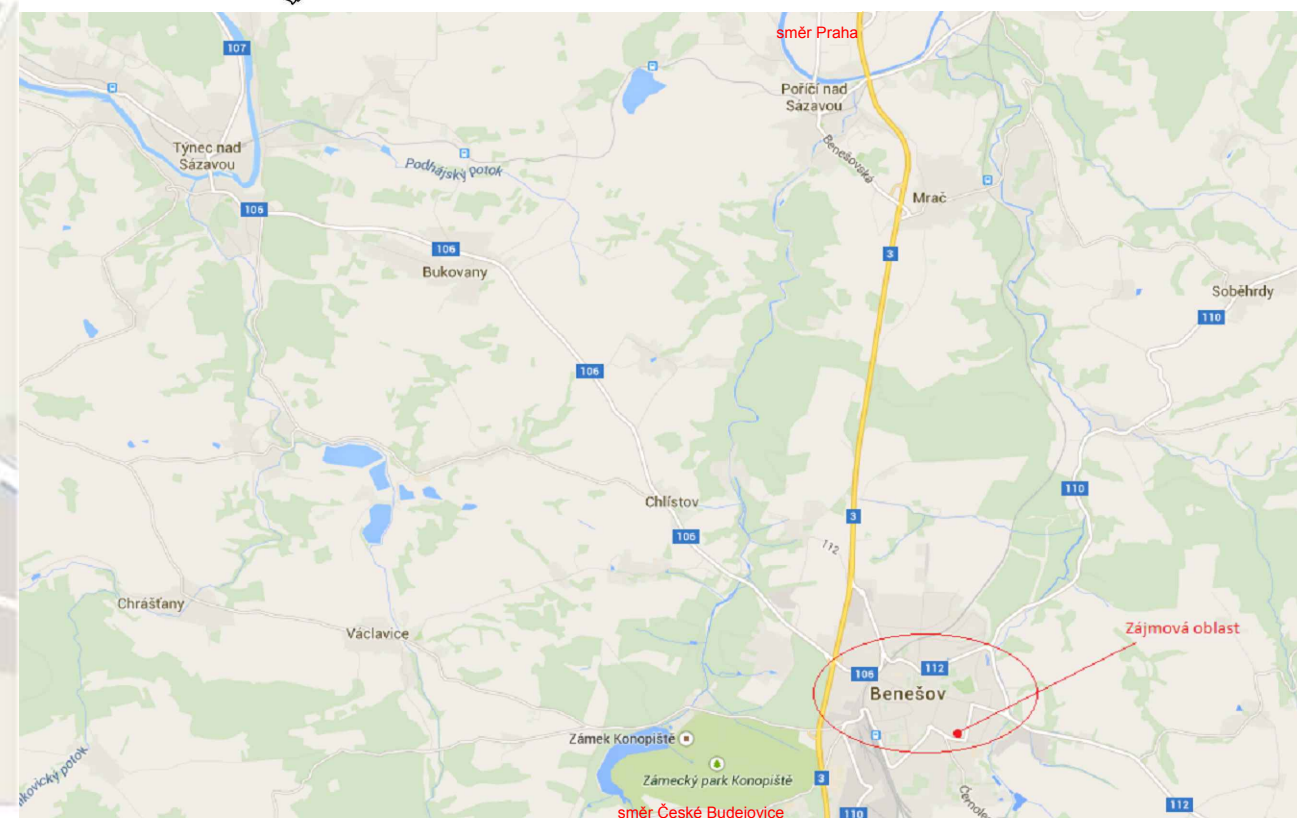 směr Praha
107
Poříčí nad
Sázavou
Týnec nad
Sázavou
Benešovská
Podhájský potok
Mrač
106
106
3
Bukovany
Soběhrdy
110
106
110
Chlístov
3
106
112
Chrášťany
Zájmová oblast
Václavice
106
112
Benešov
Zámek Konopiště
3
Zámecký park Konopiště
112
110
směr České Budejovice